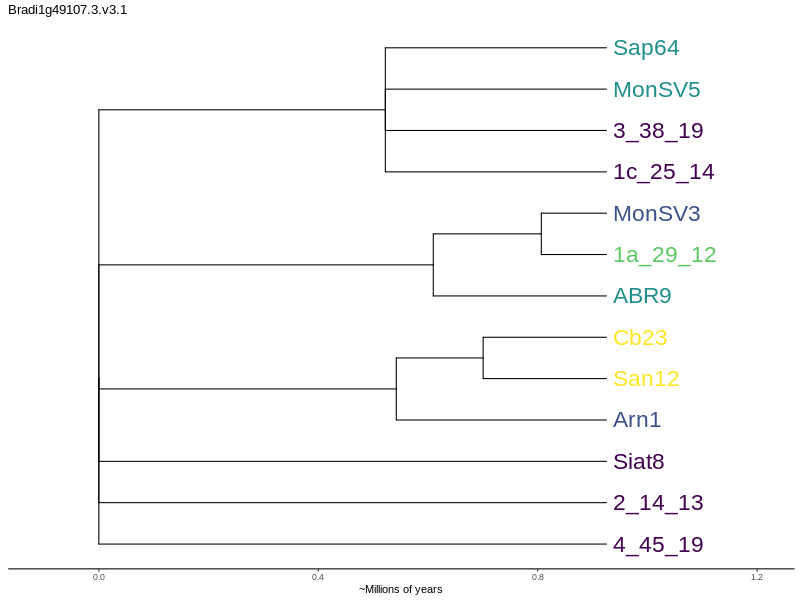 Bradi1g49107.3.v3.1
Sap64
MonSV5
3_38_19
1c_25_14
MonSV3
1a_29_12
ABR9
Cb23
San12
Arn1
Siat8
2_14_13
4_45_19
0.0 0.4 0.8 1.2
~Millions of years